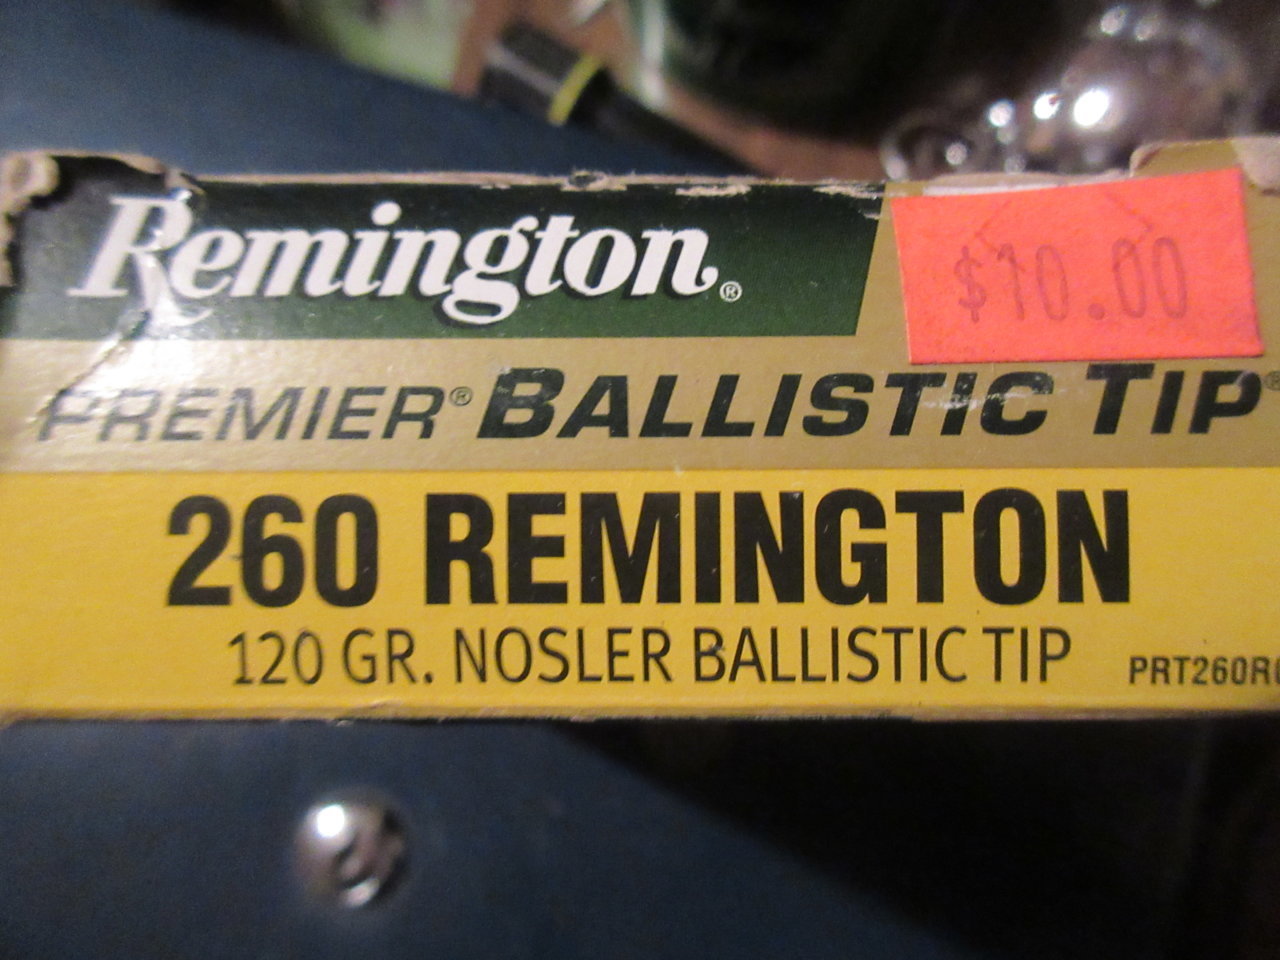 Remington®
$10.00
PREMIER® BALLISTIC TIP®
260 REMINGTON
120 GR. NOSLER BALLISTIC TIP